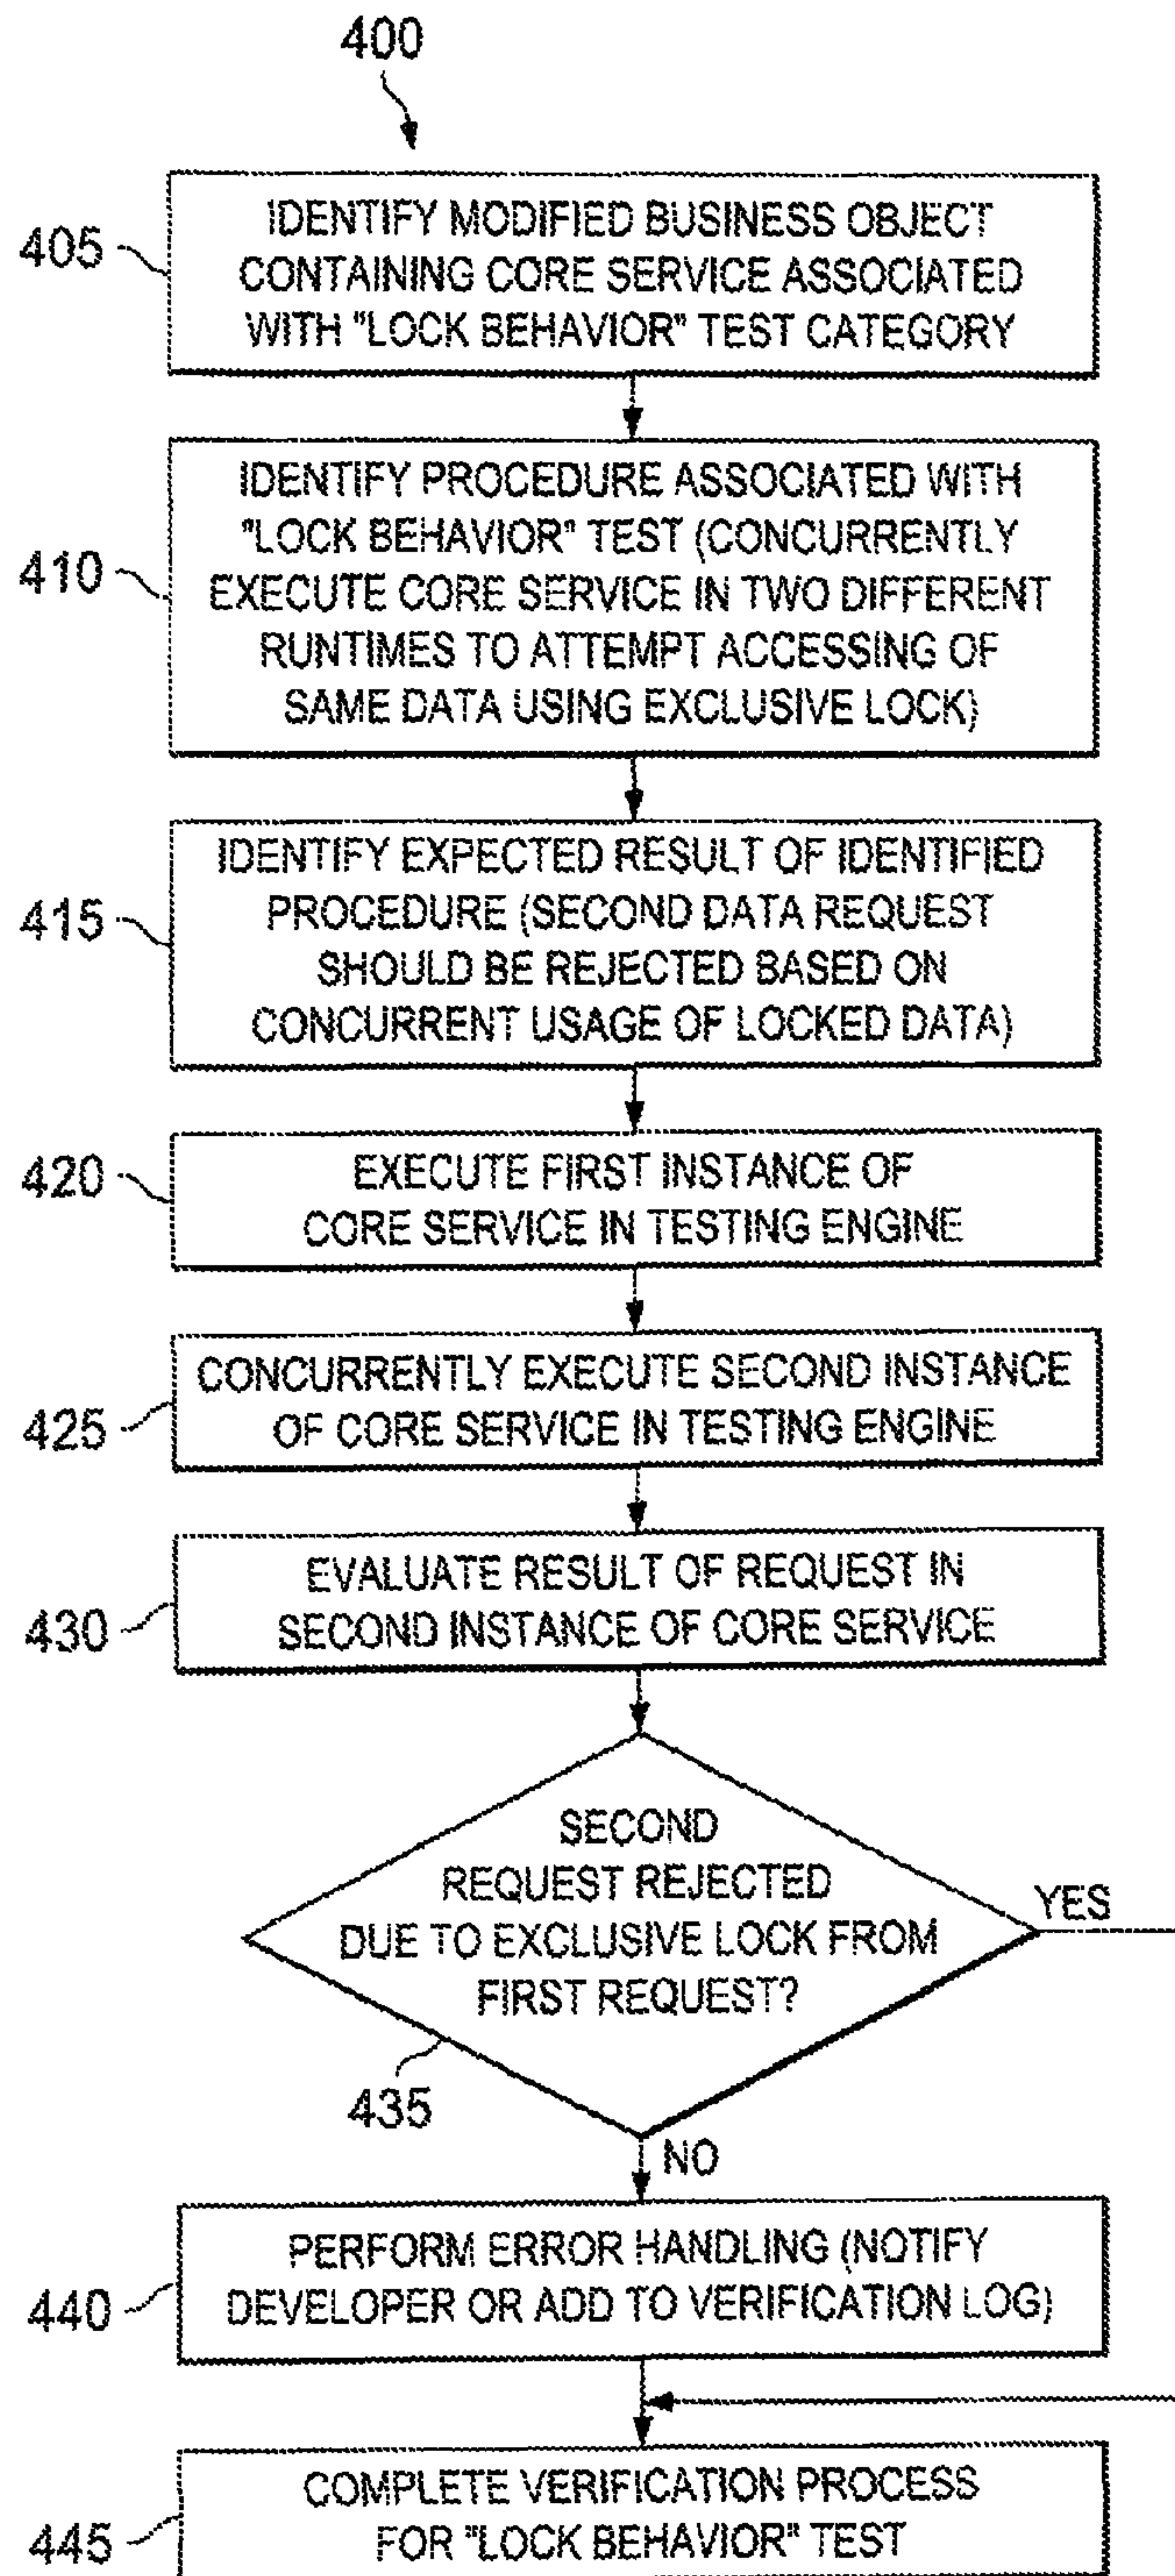 400
405
IDENTIFY MODIFIED BUSINESS OBJECT
CONTAINING CORE SERVICE ASSOCIATED
WITH "LOCK BEHAVIOR" TEST CATEGORY
410
IDENTIFY PROCEDURE ASSOCIATED WITH
"LOCK BEHAVIOR" TEST (CONCURRENTLY
EXECUTE CORE SERVICE IN TWO DIFFERENT
RUNTIMES TO ATTEMPT ACCESSING OF
SAME DATA USING EXCLUSIVE LOCK)
415
IDENTIFY EXPECTED RESULT OF IDENTIFIED
PROCEDURE (SECOND DATA REQUEST
SHOULD BE REJECTED BASED ON
CONCURRENT USAGE OF LOCKED DATA)
420
EXECUTE FIRST INSTANCE OF
CORE SERVICE IN TESTING ENGINE
425
CONCURRENTLY EXECUTE SECOND INSTANCE
OF CORE SERVICE IN TESTING ENGINE
430
EVALUATE RESULT OF REQUEST IN
SECOND INSTANCE OF CORE SERVICE
SECOND
REQUEST REJECTED
DUE TO EXCLUSIVE LOCK FROM
FIRST REQUEST?
YES
435
NO
440
PERFORM ERROR HANDLING (NOTIFY
DEVELOPER OR ADD TO VERIFICATION LOG)
445
COMPLETE VERIFICATION PROCESS
FOR "LOCK BEHAVIOR" TEST